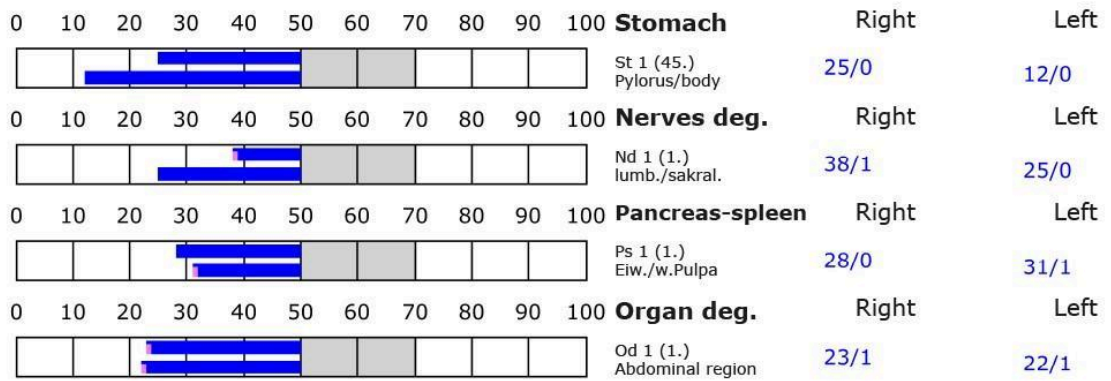 0 10 20 30 40 50 60 70 80 90 100 Stomach Right Left
St 1 (45.) 25/0 12/0
Pylorus/body
0 10 20 30 40 50 60 70 80 90 100 Nerves deg. Right Left
Nd 1 (1.) 38/1 25/0
lumb./sakral.
0 10 20 30 40 50 60 70 80 90 100 Pancreas-spleen Right Left
Ps 1 (1.) 28/0 31/1
Eiw./w.Pulpa
0 10 20 30 40 50 60 70 80 90 100 Organ deg. Right Left
Od 1 (1.) 23/1 22/1
Abdominal region